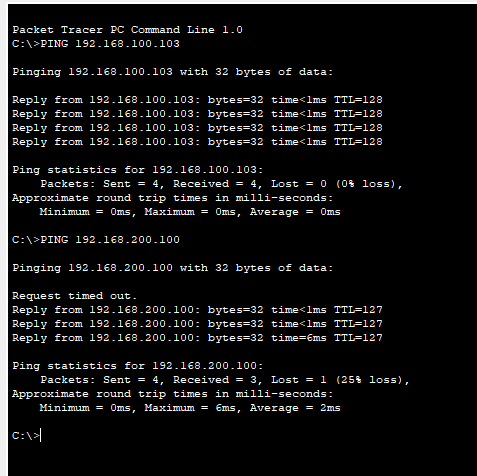 Packet Tracer PC Command Line 1.0
C:\>PING 192.168.100.103
Pinging 192.168.100.103 with 32 bytes of data:
Reply from 192.168.100.103: bytes=32 time<1ms TTL=128
Reply from 192.168.100.103: bytes=32 time<1ms TTL=128
Reply from 192.168.100.103: bytes=32 time<1ms TTL=128
Reply from 192.168.100.103: bytes=32 time<1ms TTL=128
Ping statistics for 192.168.100.103:
Packets: Sent = 4, Received = 4, Lost = 0 (0% loss),
Approximate round trip times in milli-seconds:
Minimum = 0ms, Maximum = 0ms, Average = 0ms
C:\>PING 192.168.200.100
Pinging 192.168.200.100 with 32 bytes of data:
Request timed out.
Reply from 192.168.200.100: bytes=32 time<1ms TTL=127
Reply from 192.168.200.100: bytes=32 time<1ms TTL=127
Reply from 192.168.200.100: bytes=32 time=6ms TTL=127
Ping statistics for 192.168.200.100:
Packets: Sent = 4, Received = 3, Lost = 1 (25% loss),
Approximate round trip times in milli-seconds:
Minimum = 0ms, Maximum = 6ms, Average = 2ms
C:\>